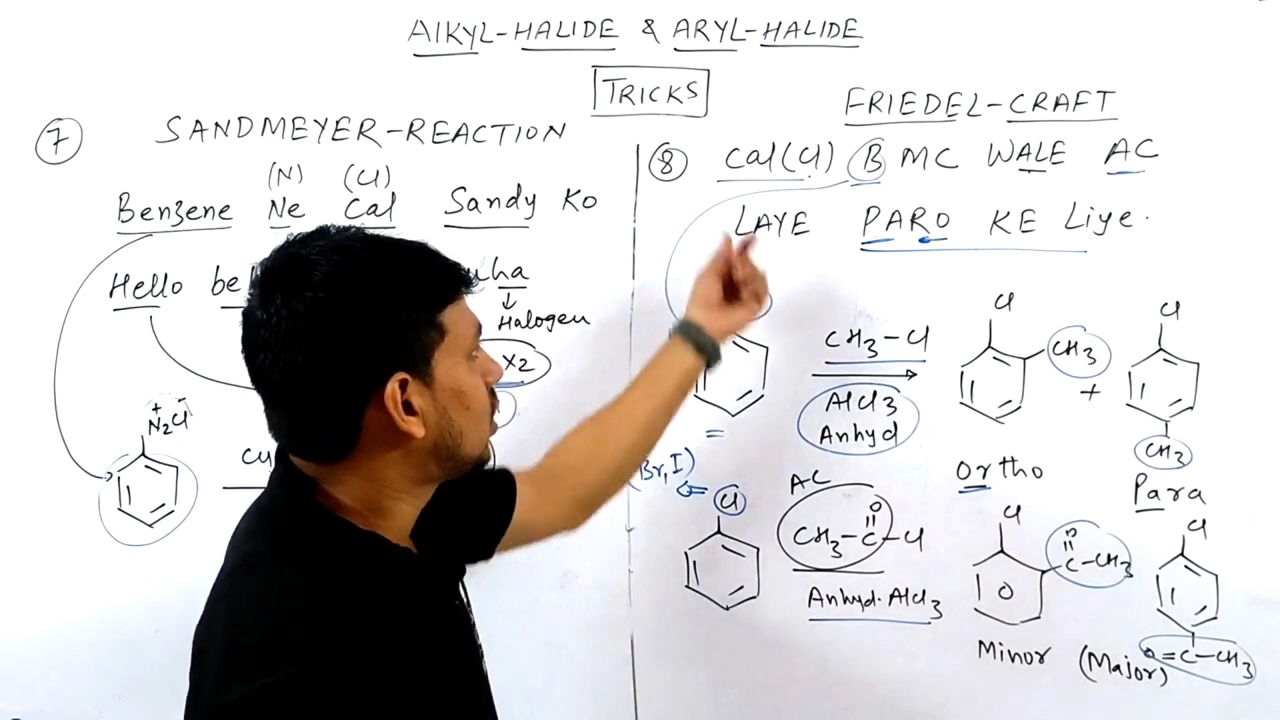 AlKYL-HALIDE & ARYL-HALIDE
TRICKS
7 SANDMEYER-REACTION
(N) (Cl)
Benzene Ne Cal Sandy Ko
Hello
Halogen
X2
N2Cl
+ -
FRIEDEL-CRAFT
8 Cal(Cl) B MC WALE AC
LAYE PARO KE Liye.
CH3-Cl
AlCl3
Anhyd
Cl
CH3
+
Cl
CH3
Ortho
Para
Br, I)
Cl
AC
O
CH3-C-Cl
Anhyd. AlCl3
Cl
O
C-CH3
Minor
Cl
O=C-CH3
(Major)